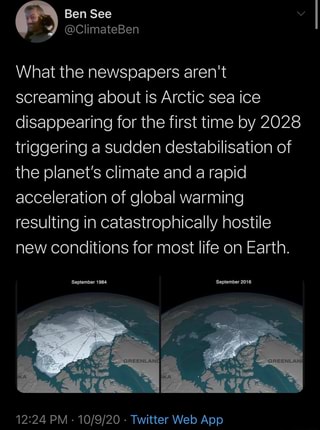 Ben See
@ClimateBen
What the newspapers aren't
screaming about is Arctic sea ice
disappearing for the first time by 2028
triggering a sudden destabilisation of
the planet's climate and a rapid
acceleration of global warming
resulting in catastrophically hostile
new conditions for most life on Earth.
September 1984
September 2016
GREENLAND
GREENLAND
12:24 PM · 10/9/20 · Twitter Web App